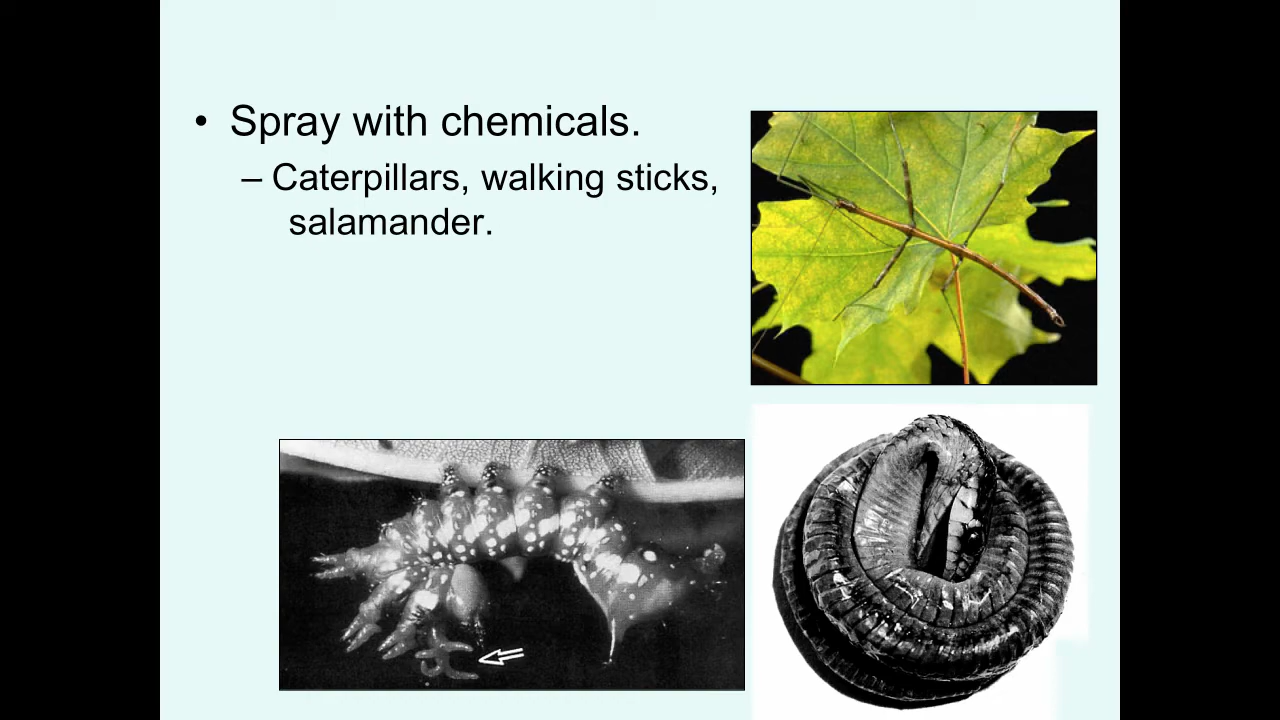 • Spray with chemicals.
– Caterpillars, walking sticks,
salamander.